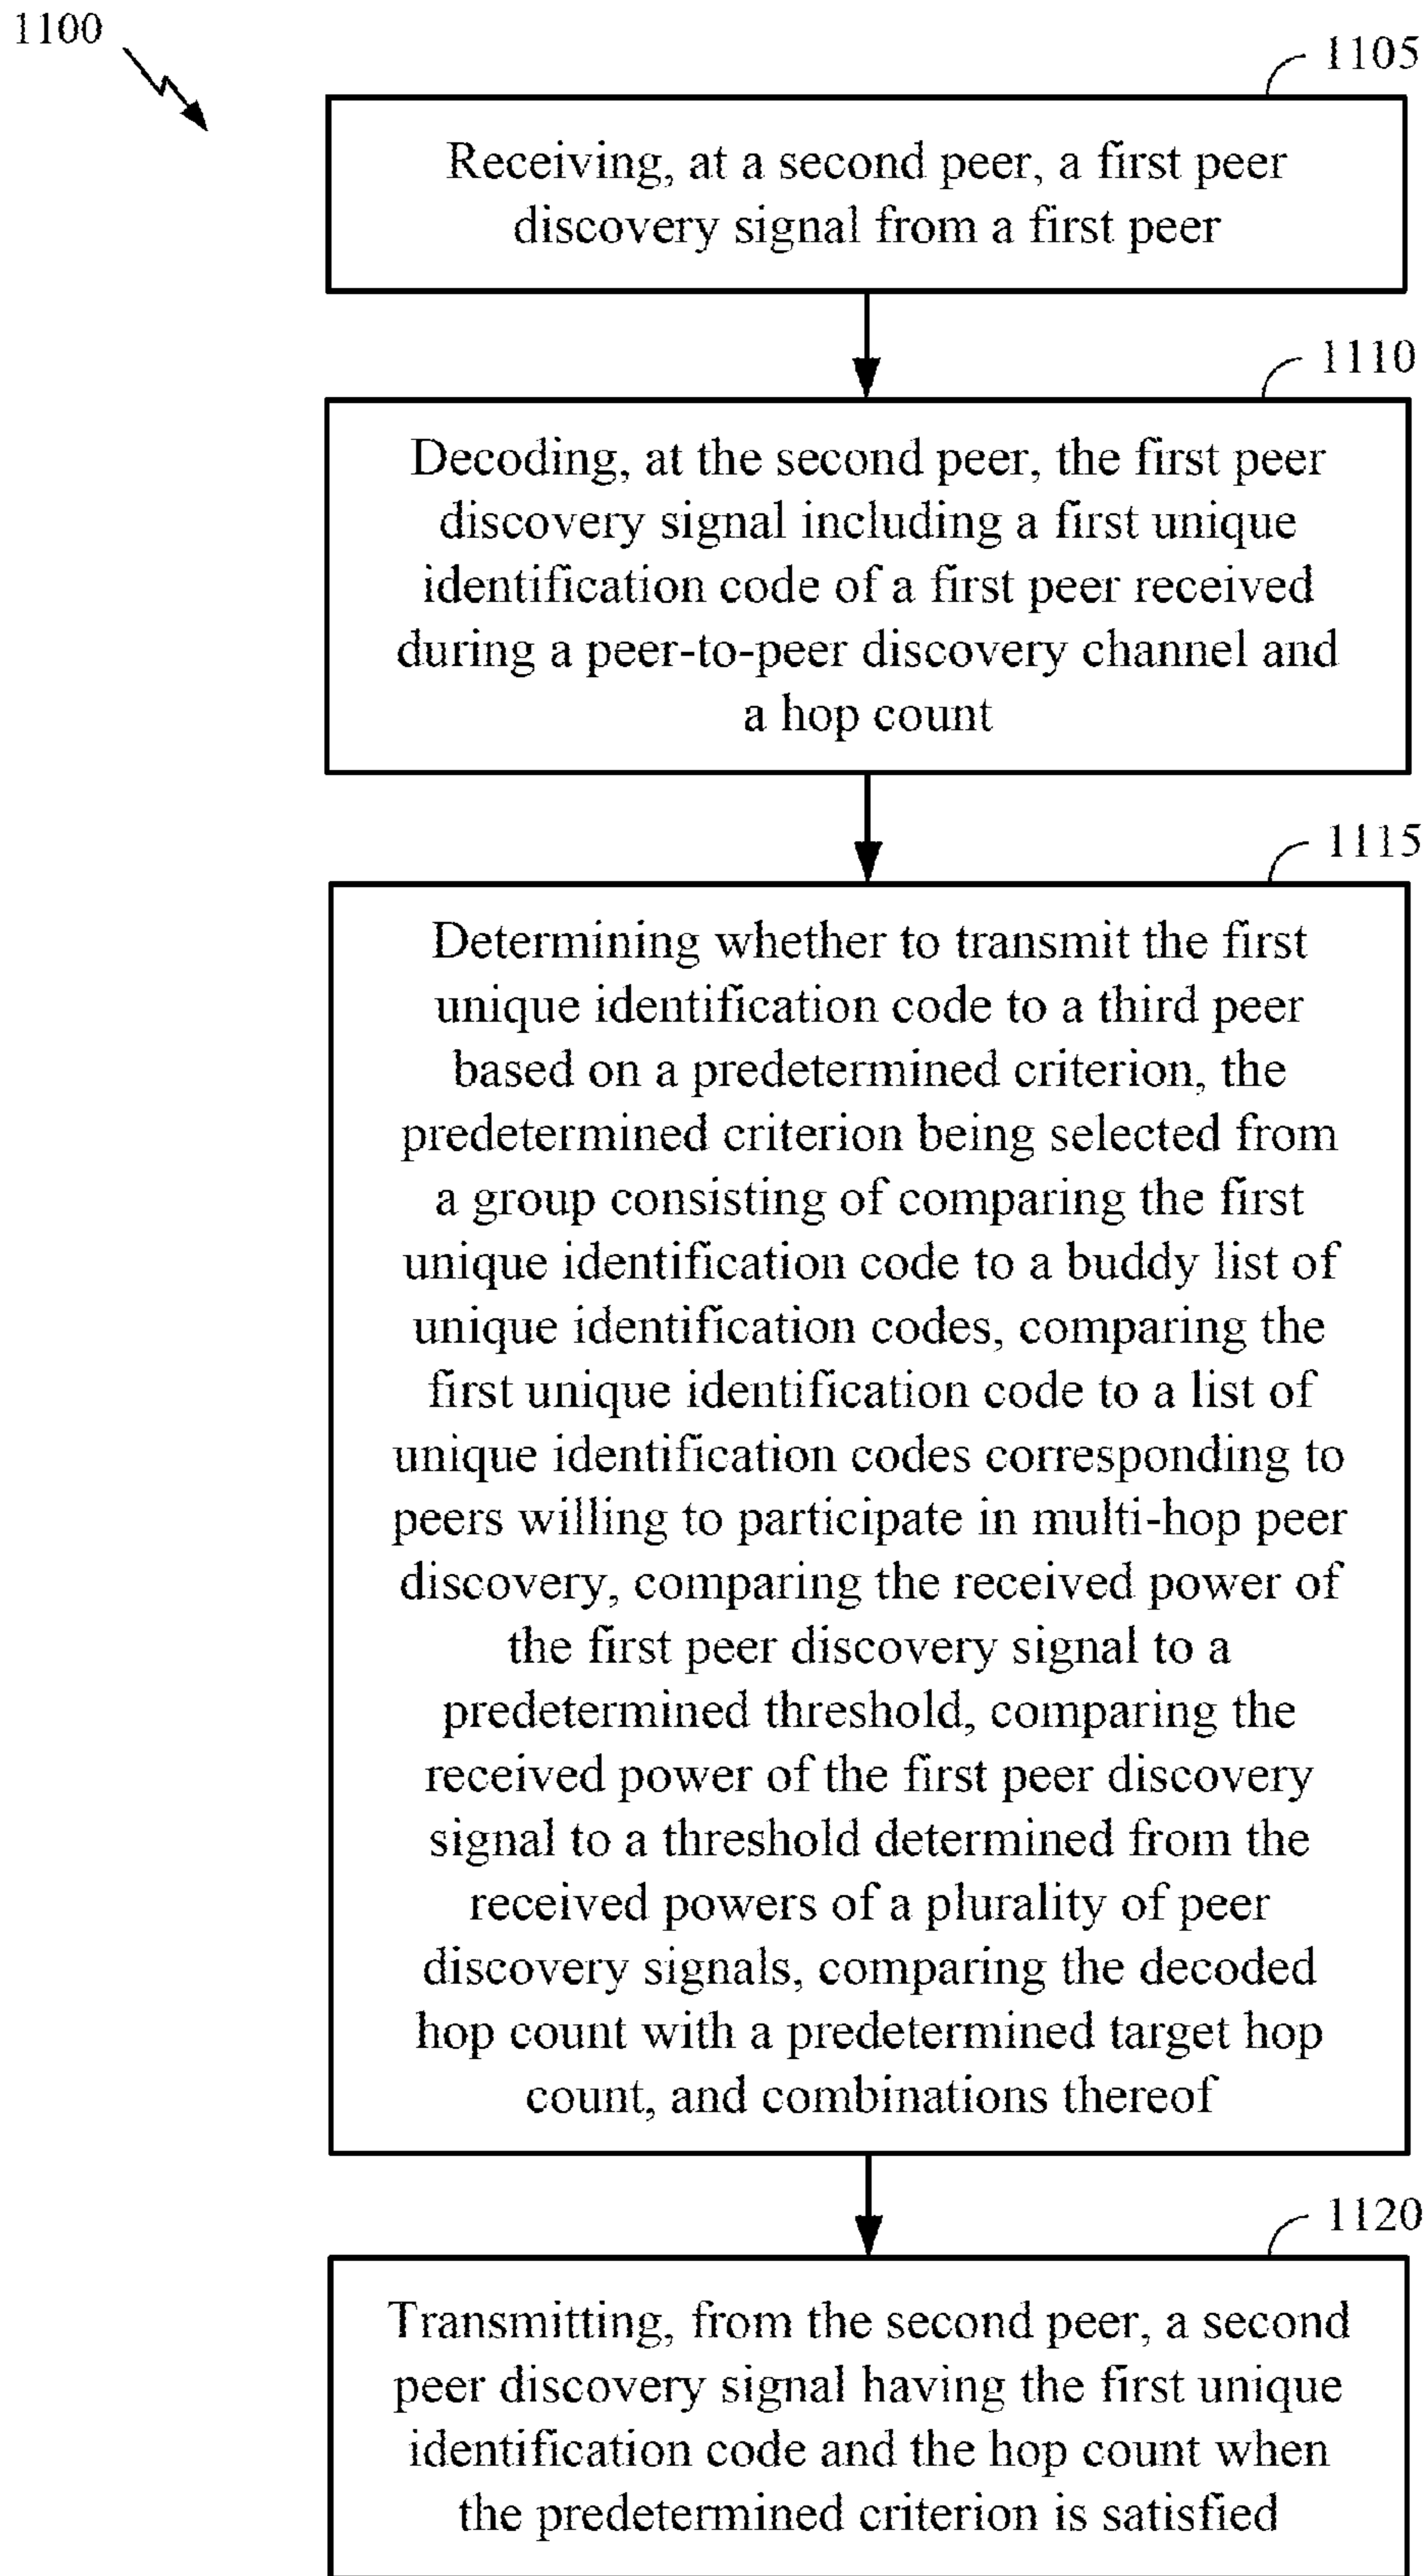 1100
1105
Receiving, at a second peer, a first peer
discovery signal from a first peer
1110
Decoding, at the second peer, the first peer
discovery signal including a first unique
identification code of a first peer received
during a peer-to-peer discovery channel and
a hop count
1115
Determining whether to transmit the first
unique identification code to a third peer
based on a predetermined criterion, the
predetermined criterion being selected from
a group consisting of comparing the first
unique identification code to a buddy list of
unique identification codes, comparing the
first unique identification code to a list of
unique identification codes corresponding to
peers willing to participate in multi-hop peer
discovery, comparing the received power of
the first peer discovery signal to a
predetermined threshold, comparing the
received power of the first peer discovery
signal to a threshold determined from the
received powers of a plurality of peer
discovery signals, comparing the decoded
hop count with a predetermined target hop
count, and combinations thereof
1120
Transmitting, from the second peer, a second
peer discovery signal having the first unique
identification code and the hop count when
the predetermined criterion is satisfied